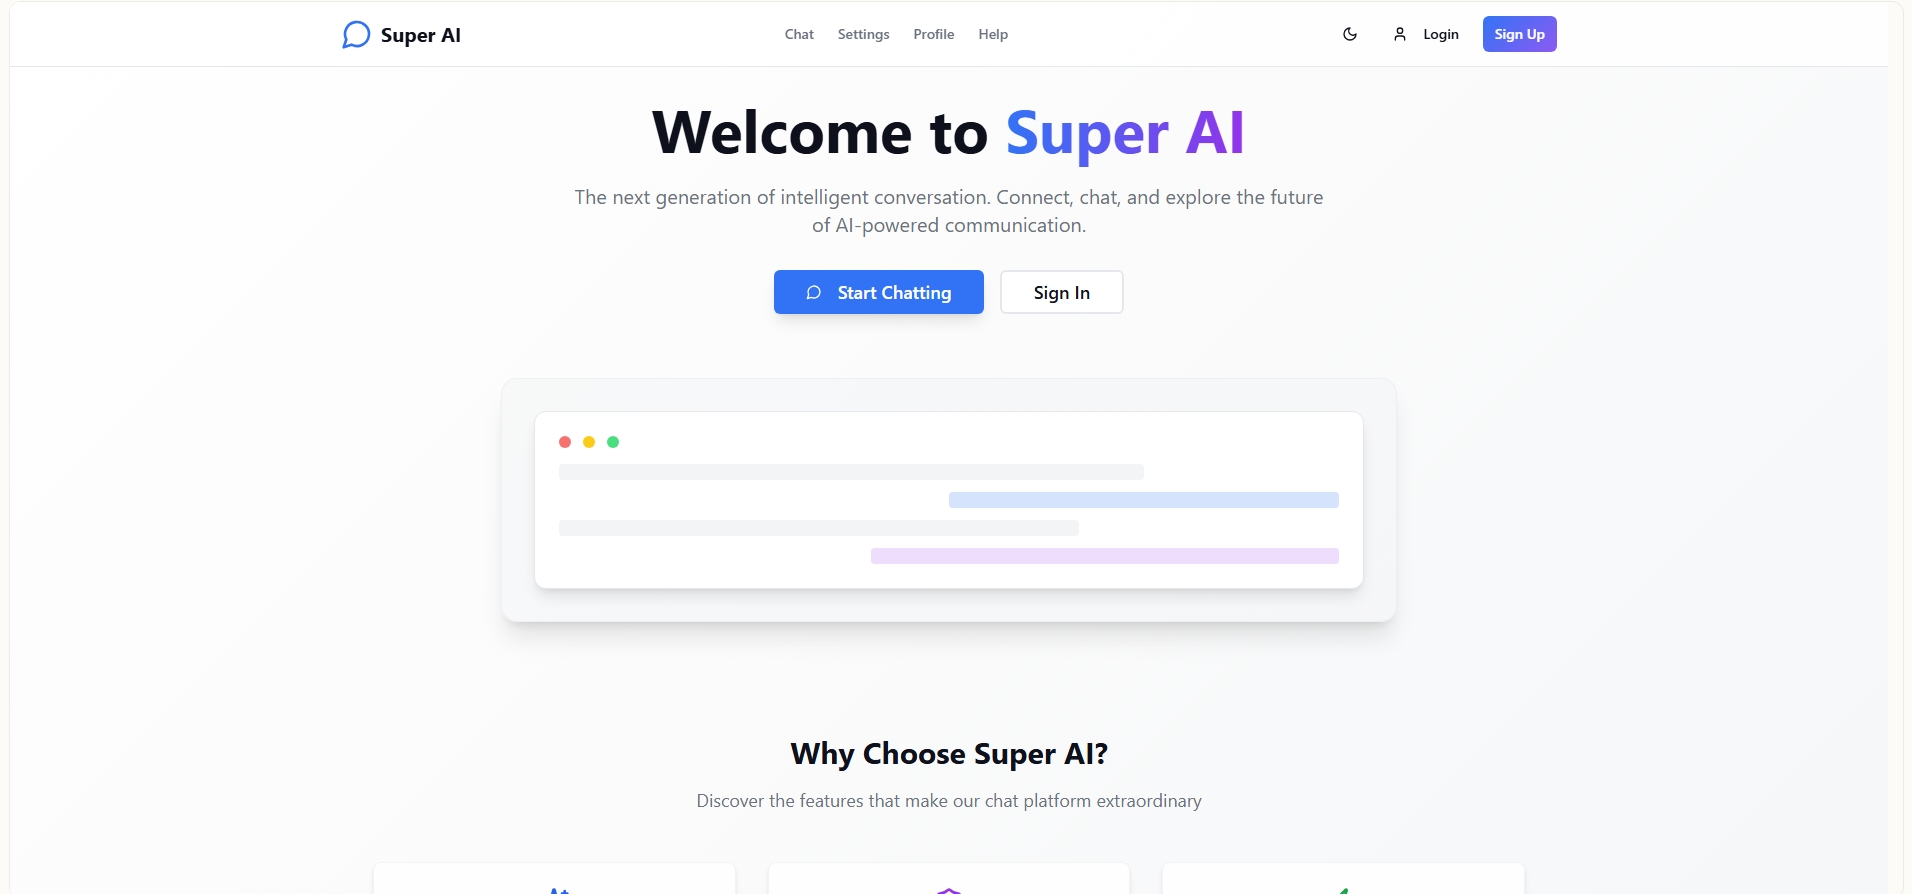 Super AI
Chat
Settings
Profile
Help
Login
Sign Up
Welcome to Super AI
The next generation of intelligent conversation. Connect, chat, and explore the future
of AI-powered communication.
Start Chatting
Sign In
Why Choose Super AI?
Discover the features that make our chat platform extraordinary